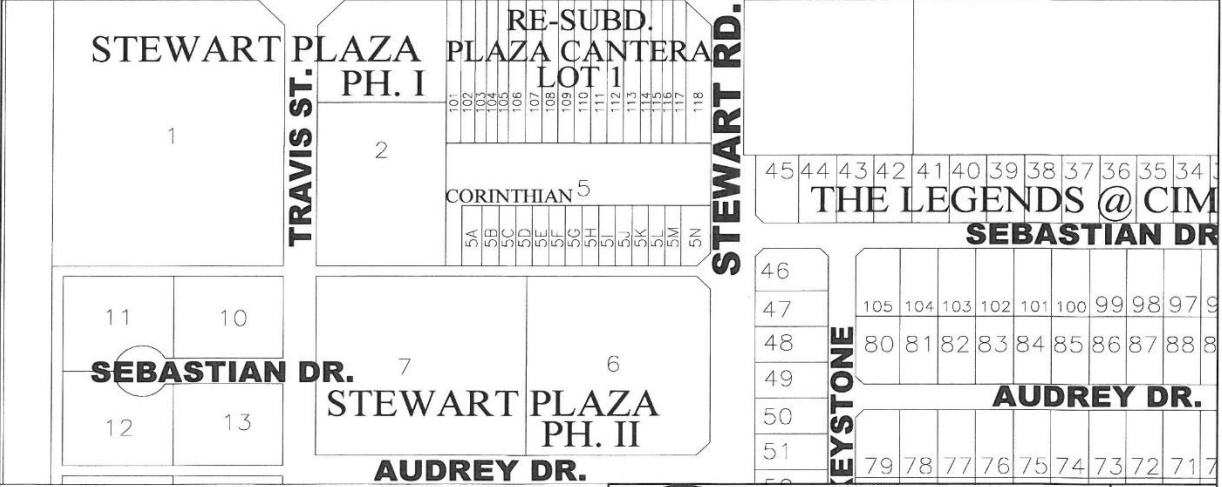 STEWART PLAZA
PH. I
RE-SUBD.
PLAZA CANTERA
LOT 1
101 102 103 104 105 106 107 108 109 110 111 112 113 114 115 116 117 118
STEWART RD.
TRAVIS ST.
1
2
CORINTHIAN 5
5A 5B 5C 5D 5E 5F 5G 5H 5I 5J 5K 5L 5M 5N
45 44 43 42 41 40 39 38 37 36 35 34
THE LEGENDS @ CIM
SEBASTIAN DR
46
47
48
49
50
51
KEYSTONE
105 104 103 102 101 100 99 98 97 9
80 81 82 83 84 85 86 87 88 8
AUDREY DR.
79 78 77 76 75 74 73 72 71 7
11
10
SEBASTIAN DR.
12
13
7
6
STEWART PLAZA
PH. II
AUDREY DR.